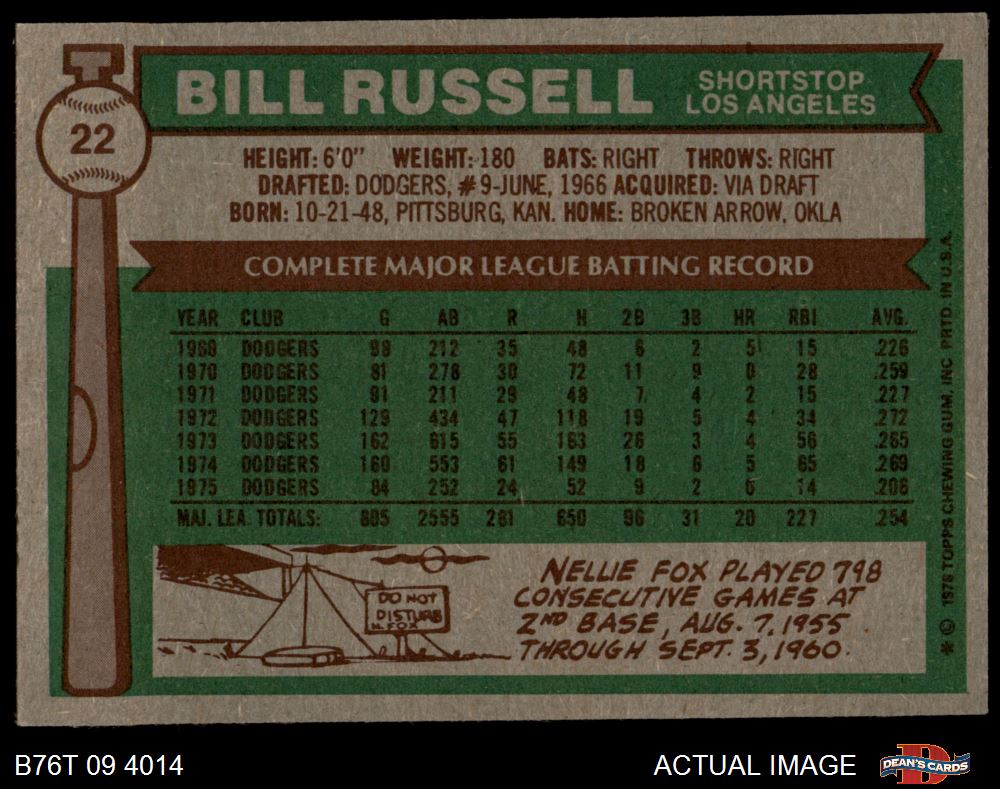 22
BILL RUSSELL
SHORTSTOP
LOS ANGELES
HEIGHT: 6'0" WEIGHT: 180 BATS: RIGHT THROWS: RIGHT
DRAFTED: DODGERS, #9-JUNE, 1966 ACQUIRED: VIA DRAFT
BORN: 10-21-48, PITTSBURG, KAN. HOME: BROKEN ARROW, OKLA
COMPLETE MAJOR LEAGUE BATTING RECORD
YEAR CLUB G AB R H 2B 3B HR RBI AVG.
1969 DODGERS 98 212 35 48 6 2 5 15 .226
1970 DODGERS 81 278 30 72 11 9 0 28 .259
1971 DODGERS 91 211 29 48 7 4 2 15 .227
1972 DODGERS 129 434 47 118 19 5 4 34 .272
1973 DODGERS 162 615 55 163 26 3 4 56 .265
1974 DODGERS 160 553 61 149 18 6 5 65 .269
1975 DODGERS 84 252 24 52 9 2 0 14 .206
MAJ. LEA. TOTALS: 805 2555 281 650 96 31 20 227 .254
DO NOT
DISTURB
N. FOX
NELLIE FOX PLAYED 798
CONSECUTIVE GAMES AT
2ND BASE, AUG. 7, 1955
THROUGH SEPT. 3, 1960.
* © 1976 TOPPS CHEWING GUM, INC. PRTD. IN U.S.A.
B76T 09 4014
ACTUAL IMAGE
DEAN'S CARDS